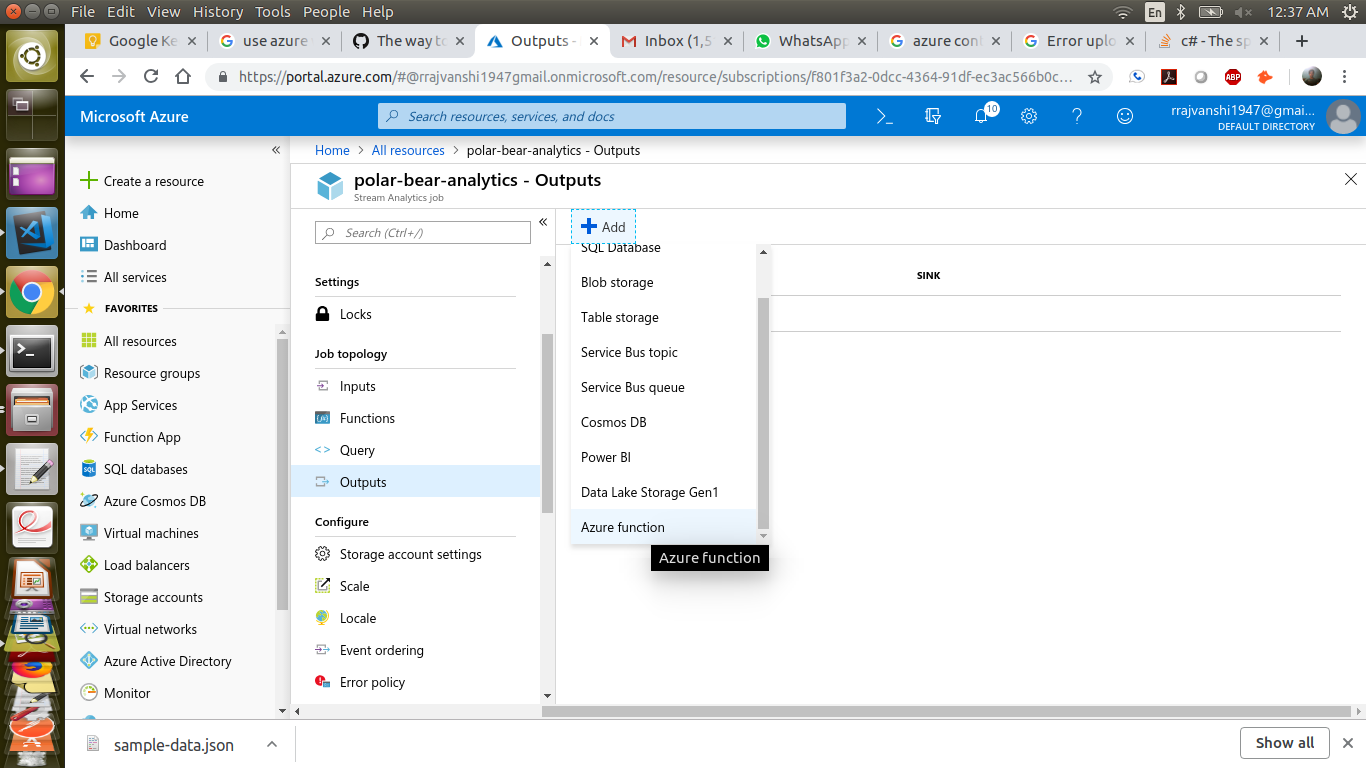 File Edit View History Tools People Help
En
12:37 AM
Google Ke
use azure
The way to
Outputs -
Inbox (1,5
WhatsApp
azure con
Error uplo
c# - The sp
https://portal.azure.com/#@rrajvanshi1947gmail.onmicrosoft.com/resource/subscriptions/f801f3a2-0dcc-4364-91df-ec3ac566b0c...
ABP
Microsoft Azure
Search resources, services, and docs
10
rrajvanshi1947@gmai...
DEFAULT DIRECTORY
Home > All resources > polar-bear-analytics - Outputs
polar-bear-analytics - Outputs
Stream Analytics job
Create a resource
Home
Dashboard
All services
FAVORITES
All resources
Resource groups
App Services
Function App
SQL databases
Azure Cosmos DB
Virtual machines
Load balancers
Storage accounts
Virtual networks
Azure Active Directory
Monitor
Search (Ctrl+/)
Settings
Locks
Job topology
Inputs
Functions
Query
Outputs
Configure
Storage account settings
Scale
Locale
Event ordering
Error policy
Add
SQL Database
Blob storage
Table storage
Service Bus topic
Service Bus queue
Cosmos DB
Power BI
Data Lake Storage Gen1
Azure function
Azure function
SINK
sample-data.json
Show all